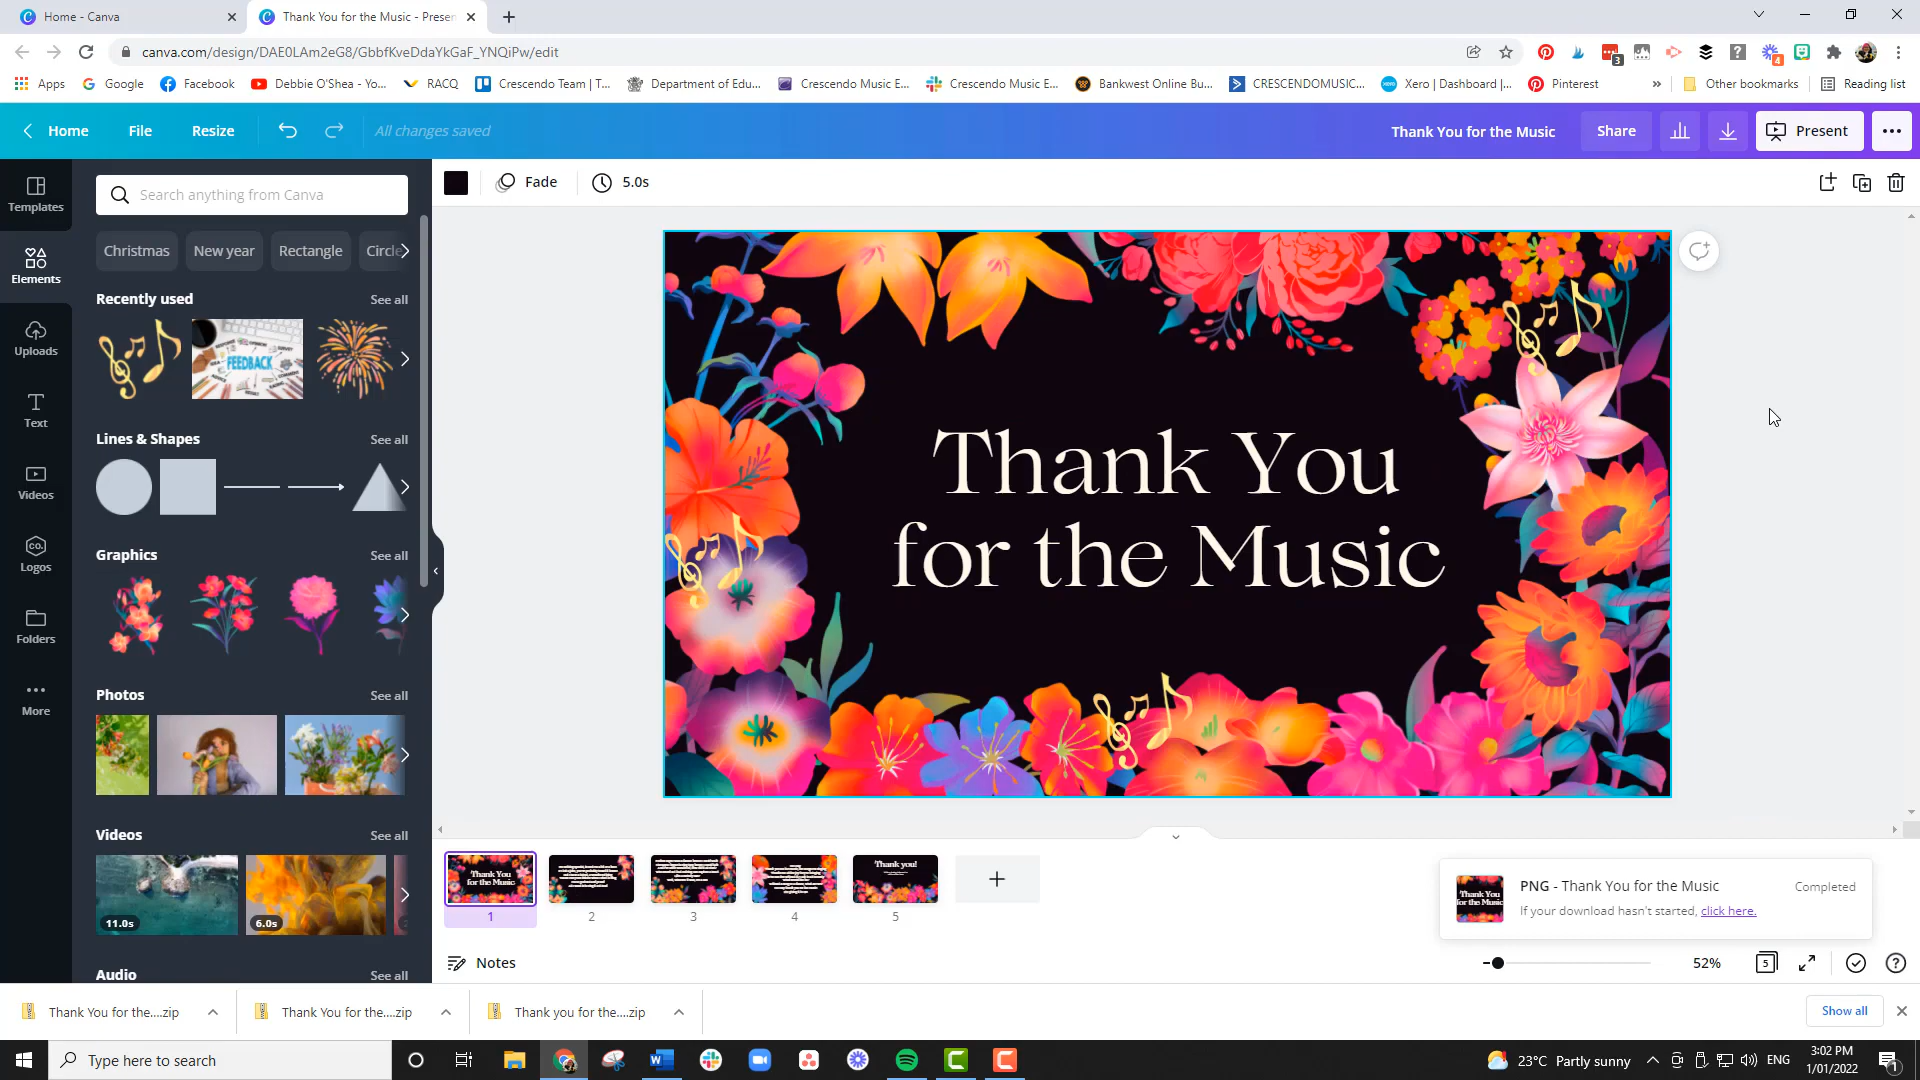 Home - Canva
Thank You for the Music - Presen
canva.com/design/DAE0LAm2eG8/GbbfKveDdaYkGaF_YNQiPw/edit
3
4
Apps
Google
Facebook
Debbie O'Shea - Yo...
RACQ
Crescendo Team | T...
Department of Edu...
Crescendo Music E...
Crescendo Music E...
Bankwest Online Bu...
CRESCENDOMUSIC...
Xero | Dashboard |...
Pinterest
Other bookmarks
Reading list
Home
File
Resize
All changes saved
Thank You for the Music
Share
Present
Templates
Elements
Uploads
Text
Videos
Logos
Folders
More
Search anything from Canva
Christmas
New year
Rectangle
Circle
Recently used
See all
FEEDBACK
Lines & Shapes
See all
Graphics
See all
Photos
See all
Videos
See all
11.0s
6.0s
Audio
See all
Fade
5.0s
Thank You
for the Music
Thank You
for the Music
Thank you!
1
2
3
4
5
PNG - Thank You for the Music
Completed
If your download hasn't started, click here.
Notes
52%
5
Thank You for the....zip
Thank You for the....zip
Thank you for the....zip
Show all
Type here to search
23°C Partly sunny
ENG
3:02 PM
1/01/2022
1